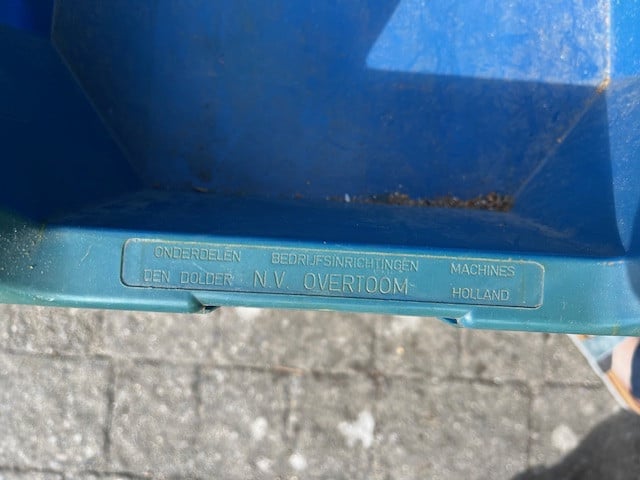 ONDERDELEN BEDRIJFSINRICHTINGEN MACHINES
DEN DOLDER N.V. OVERTOOM HOLLAND